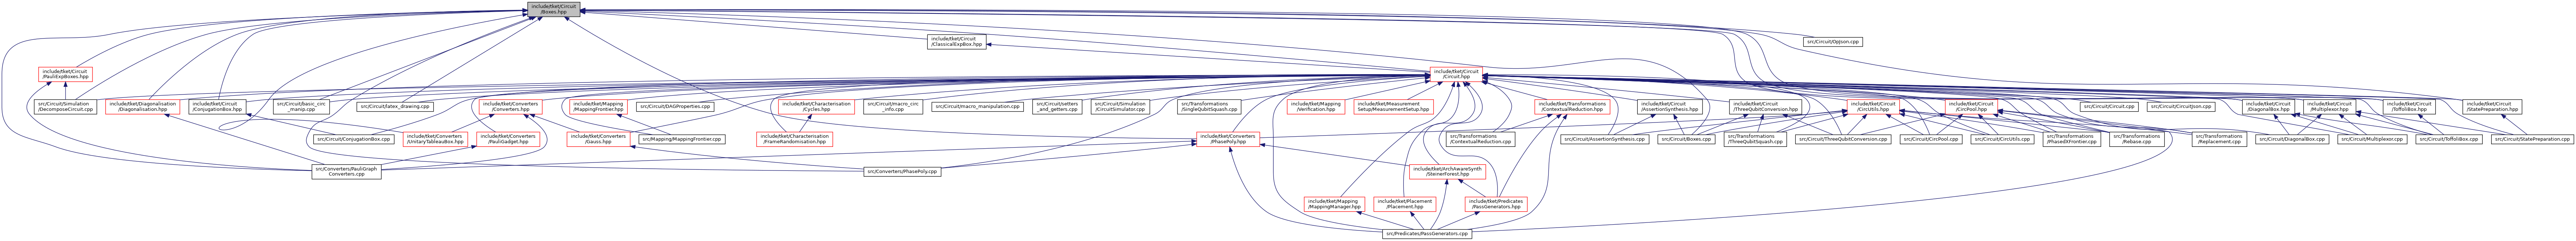 include/tket/Circuit
/Boxes.hpp
include/tket/Circuit
/ClassicalExpBox.hpp
src/Circuit/OpJson.cpp
include/tket/Circuit
/PauliExpBoxes.hpp
include/tket/Circuit
/Circuit.hpp
src/Circuit/Simulation
/DecomposeCircuit.cpp
include/tket/Diagonalisation
/Diagonalisation.hpp
include/tket/Circuit
/ConjugationBox.hpp
src/Circuit/basic_circ
_manip.cpp
src/Circuit/latex_drawing.cpp
include/tket/Converters
/Converters.hpp
include/tket/Mapping
/MappingFrontier.hpp
src/Circuit/DAGProperties.cpp
include/tket/Characterisation
/Cycles.hpp
src/Circuit/macro_circ
_info.cpp
src/Circuit/macro_manipulation.cpp
src/Circuit/setters
_and_getters.cpp
src/Circuit/Simulation
/CircuitSimulator.cpp
src/Transformations
/SingleQubitSquash.cpp
include/tket/Mapping
/Verification.hpp
include/tket/Measurement
Setup/MeasurementSetup.hpp
include/tket/Transformations
/ContextualReduction.hpp
include/tket/Circuit
/AssertionSynthesis.hpp
include/tket/Circuit
/ThreeQubitConversion.hpp
include/tket/Circuit
/CircUtils.hpp
include/tket/Circuit
/CircPool.hpp
src/Circuit/Circuit.cpp
src/Circuit/CircuitJson.cpp
include/tket/Circuit
/DiagonalBox.hpp
include/tket/Circuit
/Multiplexor.hpp
include/tket/Circuit
/ToffoliBox.hpp
include/tket/Circuit
/StatePreparation.hpp
src/Circuit/ConjugationBox.cpp
include/tket/Converters
/UnitaryTableauBox.hpp
include/tket/Converters
/PauliGadget.hpp
include/tket/Converters
/Gauss.hpp
src/Mapping/MappingFrontier.cpp
include/tket/Characterisation
/FrameRandomisation.hpp
include/tket/Converters
/PhasePoly.hpp
src/Transformations
/ContextualReduction.cpp
src/Circuit/AssertionSynthesis.cpp
src/Circuit/Boxes.cpp
src/Transformations
/ThreeQubitSquash.cpp
src/Circuit/ThreeQubitConversion.cpp
src/Circuit/CircPool.cpp
src/Circuit/CircUtils.cpp
src/Transformations
/PhasedXFrontier.cpp
src/Transformations
/Rebase.cpp
src/Transformations
/Replacement.cpp
src/Circuit/DiagonalBox.cpp
src/Circuit/Multiplexor.cpp
src/Circuit/ToffoliBox.cpp
src/Circuit/StatePreparation.cpp
src/Converters/PauliGraph
Converters.cpp
src/Converters/PhasePoly.cpp
include/tket/ArchAwareSynth
/SteinerForest.hpp
include/tket/Mapping
/MappingManager.hpp
include/tket/Placement
/Placement.hpp
include/tket/Predicates
/PassGenerators.hpp
src/Predicates/PassGenerators.cpp